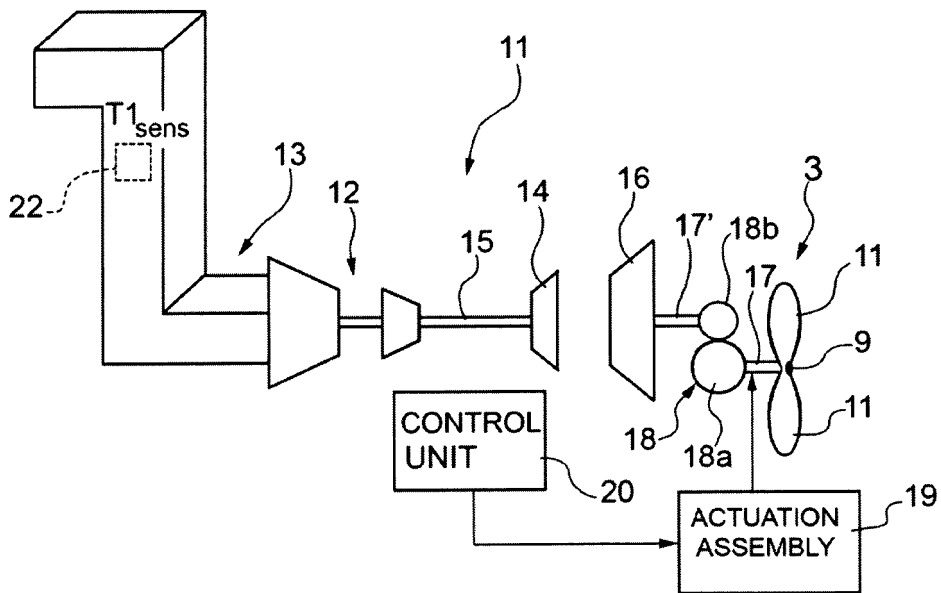 11
T1sens
22
13
12
15
14
16
17'
18b
3
11
17
9
11
18
18a
CONTROL
UNIT
20
ACTUATION
ASSEMBLY
19